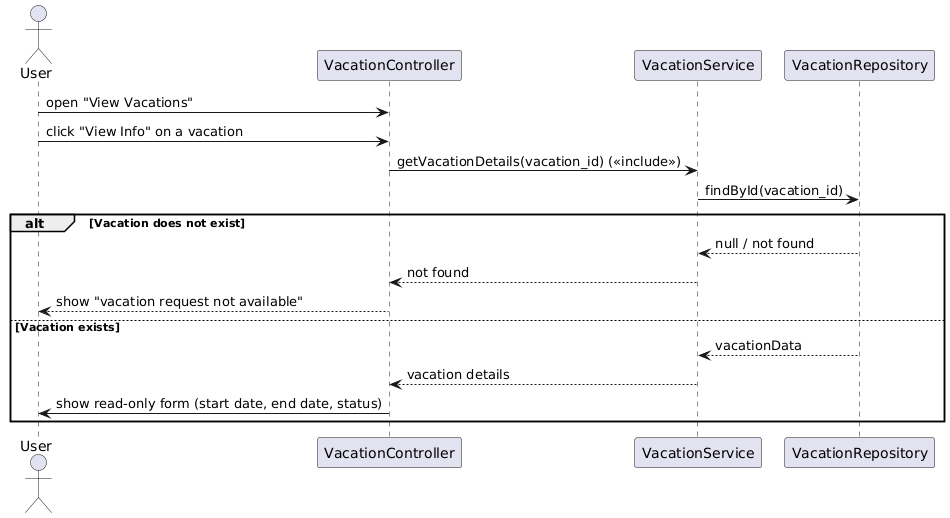 User
VacationController
VacationService
VacationRepository
open "View Vacations"
click "View Info" on a vacation
getVacationDetails(vacation_id) («include»)
findById(vacation_id)
alt
[Vacation does not exist]
null / not found
not found
show "vacation request not available"
[Vacation exists]
vacationData
vacation details
show read-only form (start date, end date, status)
User
VacationController
VacationService
VacationRepository